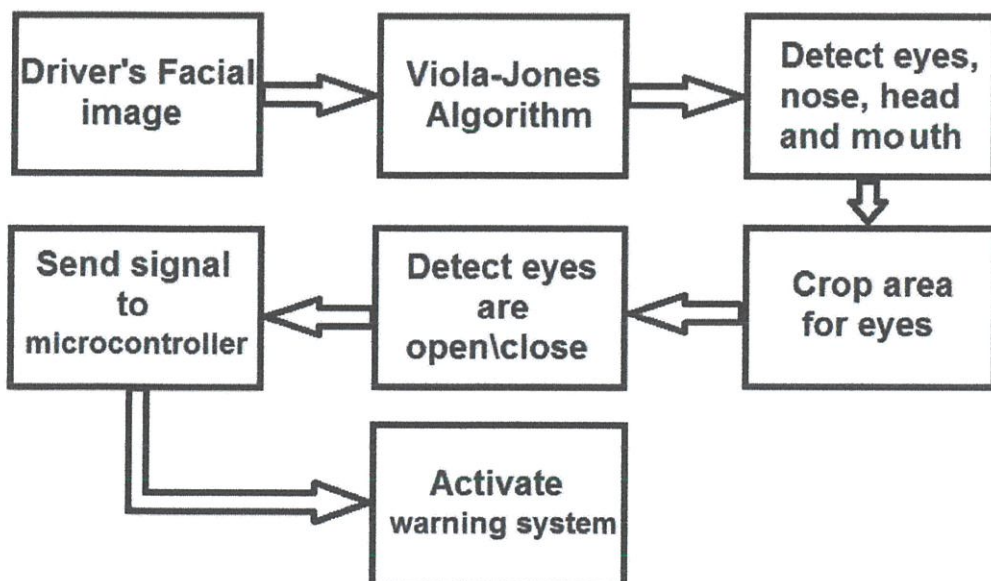 Driver's Facial
image
Viola-Jones
Algorithm
Detect eyes,
nose, head
and mouth
Crop area
for eyes
Detect eyes
are
open\close
Send signal
to
microcontroller
Activate
warning system